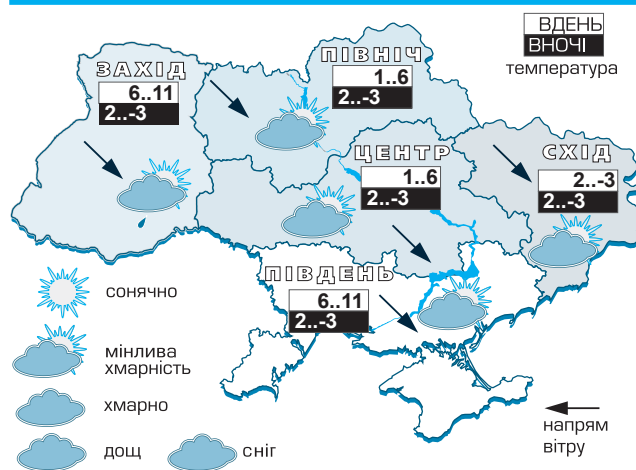 ВДЕНЬ
ВНОЧІ
температура
ЗАХІД
6..11
2..-3
ПІВНІЧ
1..6
2..-3
ЦЕНТР
1..6
2..-3
СХІД
2..-3
2..-3
ПІВДЕНЬ
6..11
2..-3
сонячно
мінлива
хмарність
хмарно
дощ
сніг
напрям
вітру